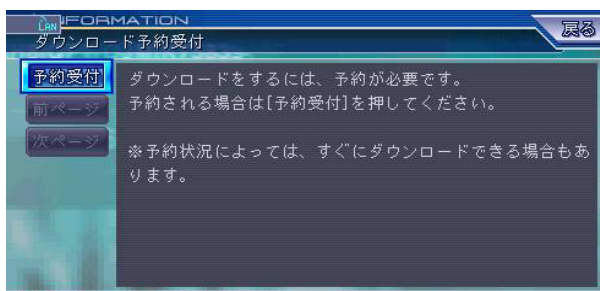 LAN INFORMATION
ダウンロード予約受付
戻る
予約受付
前ページ
次ページ
ダウンロードをするには、予約が必要です。
予約される場合は[予約受付]を押してください。
※予約状況によっては、すぐにダウンロードできる場合もあ
ります。